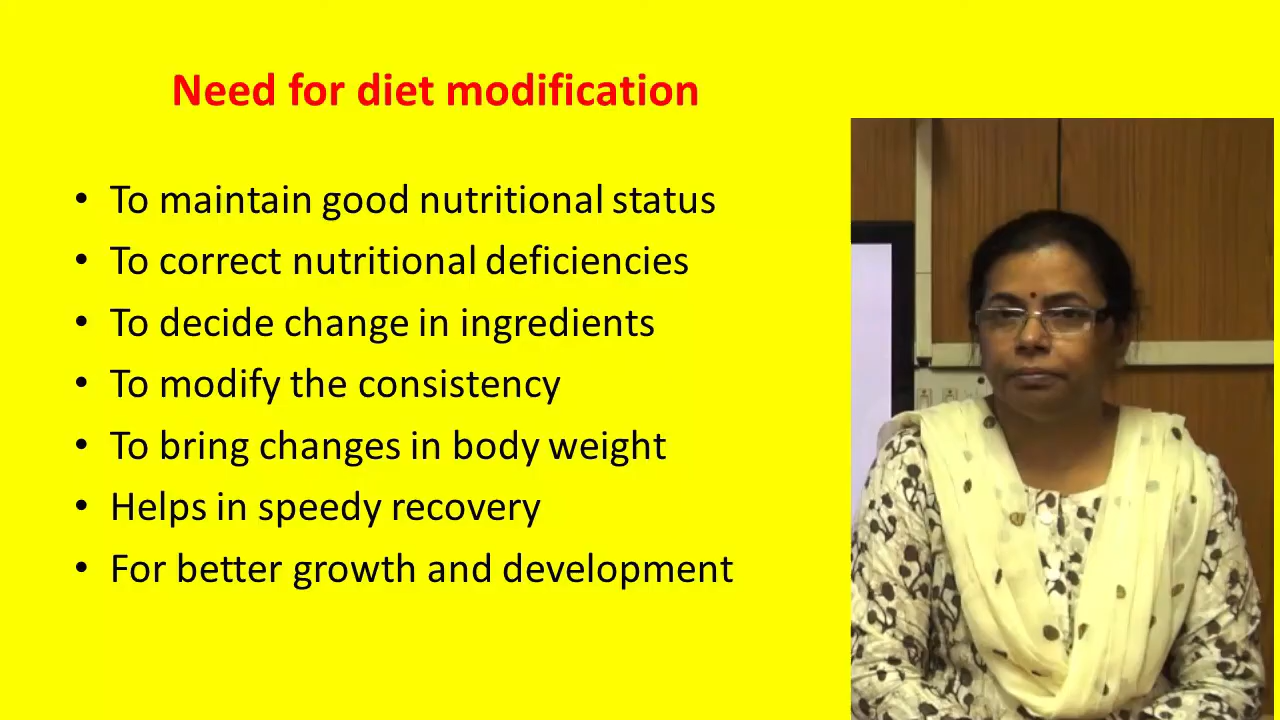 Need for diet modification
• To maintain good nutritional status
• To correct nutritional deficiencies
• To decide change in ingredients
• To modify the consistency
• To bring changes in body weight
• Helps in speedy recovery
• For better growth and development